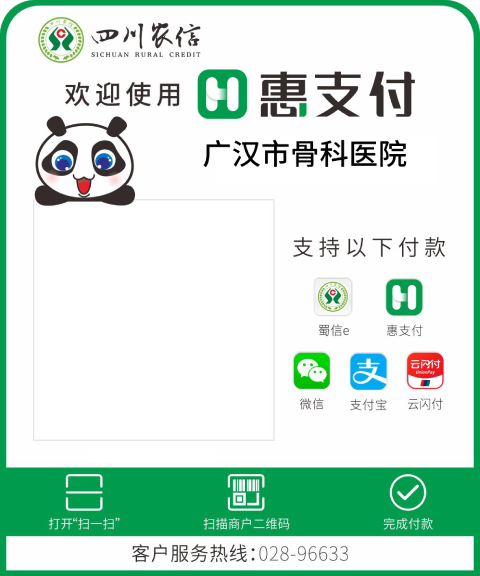 四川农信
SICHUAN RURAL CREDIT
欢迎使用 惠支付
广汉市骨科医院
支持以下付款
蜀信e 惠支付
云闪付
UnionPay
微信 支付宝 云闪付
打开“扫一扫” 扫描商户二维码 完成付款
客户服务热线：028-96633